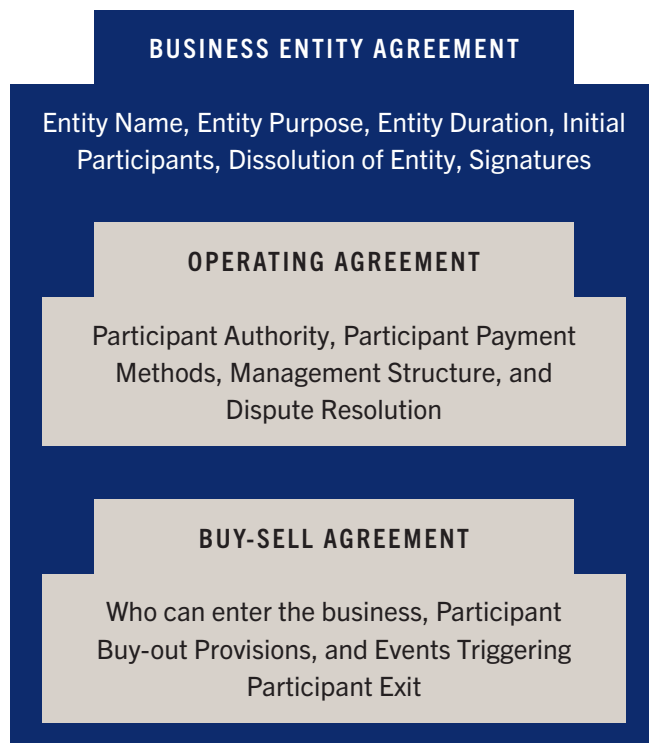 BUSINESS ENTITY AGREEMENT
Entity Name, Entity Purpose, Entity Duration, Initial
Participants, Dissolution of Entity, Signatures
OPERATING AGREEMENT
Participant Authority, Participant Payment
Methods, Management Structure, and
Dispute Resolution
BUY-SELL AGREEMENT
Who can enter the business, Participant
Buy-out Provisions, and Events Triggering
Participant Exit